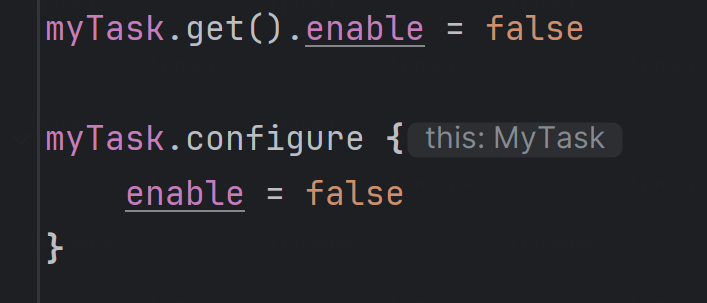 myTask.get().enable = false
myTask.configure { this: MyTask
enable = false
}